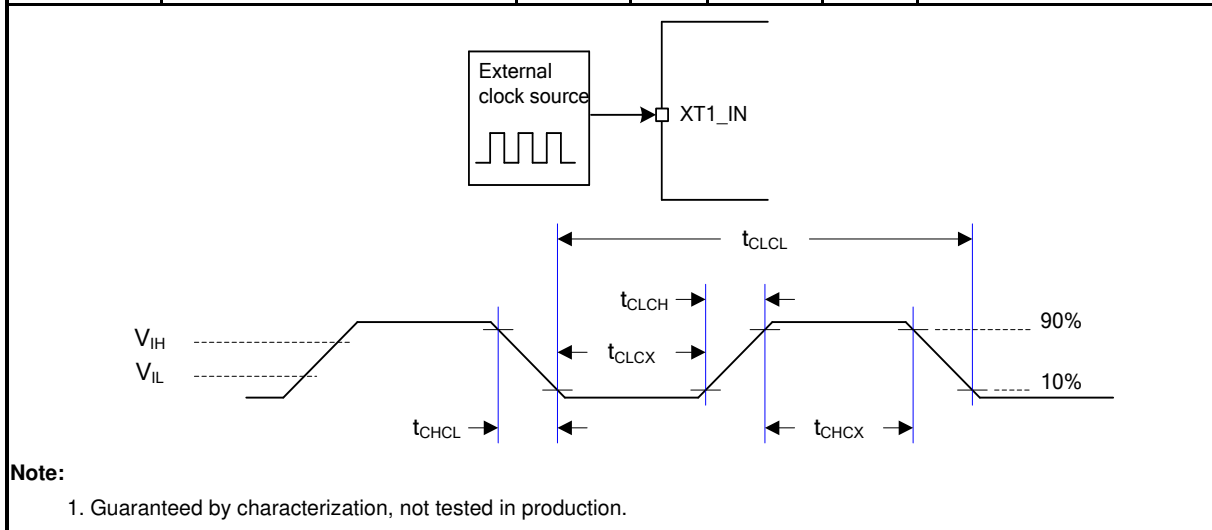 External
clock source
XT1_IN
tCLCL
tCLCH
90%
VIH
tCLCX
VIL
10%
tCHCL
tCHCX
Note:
1. Guaranteed by characterization, not tested in production.